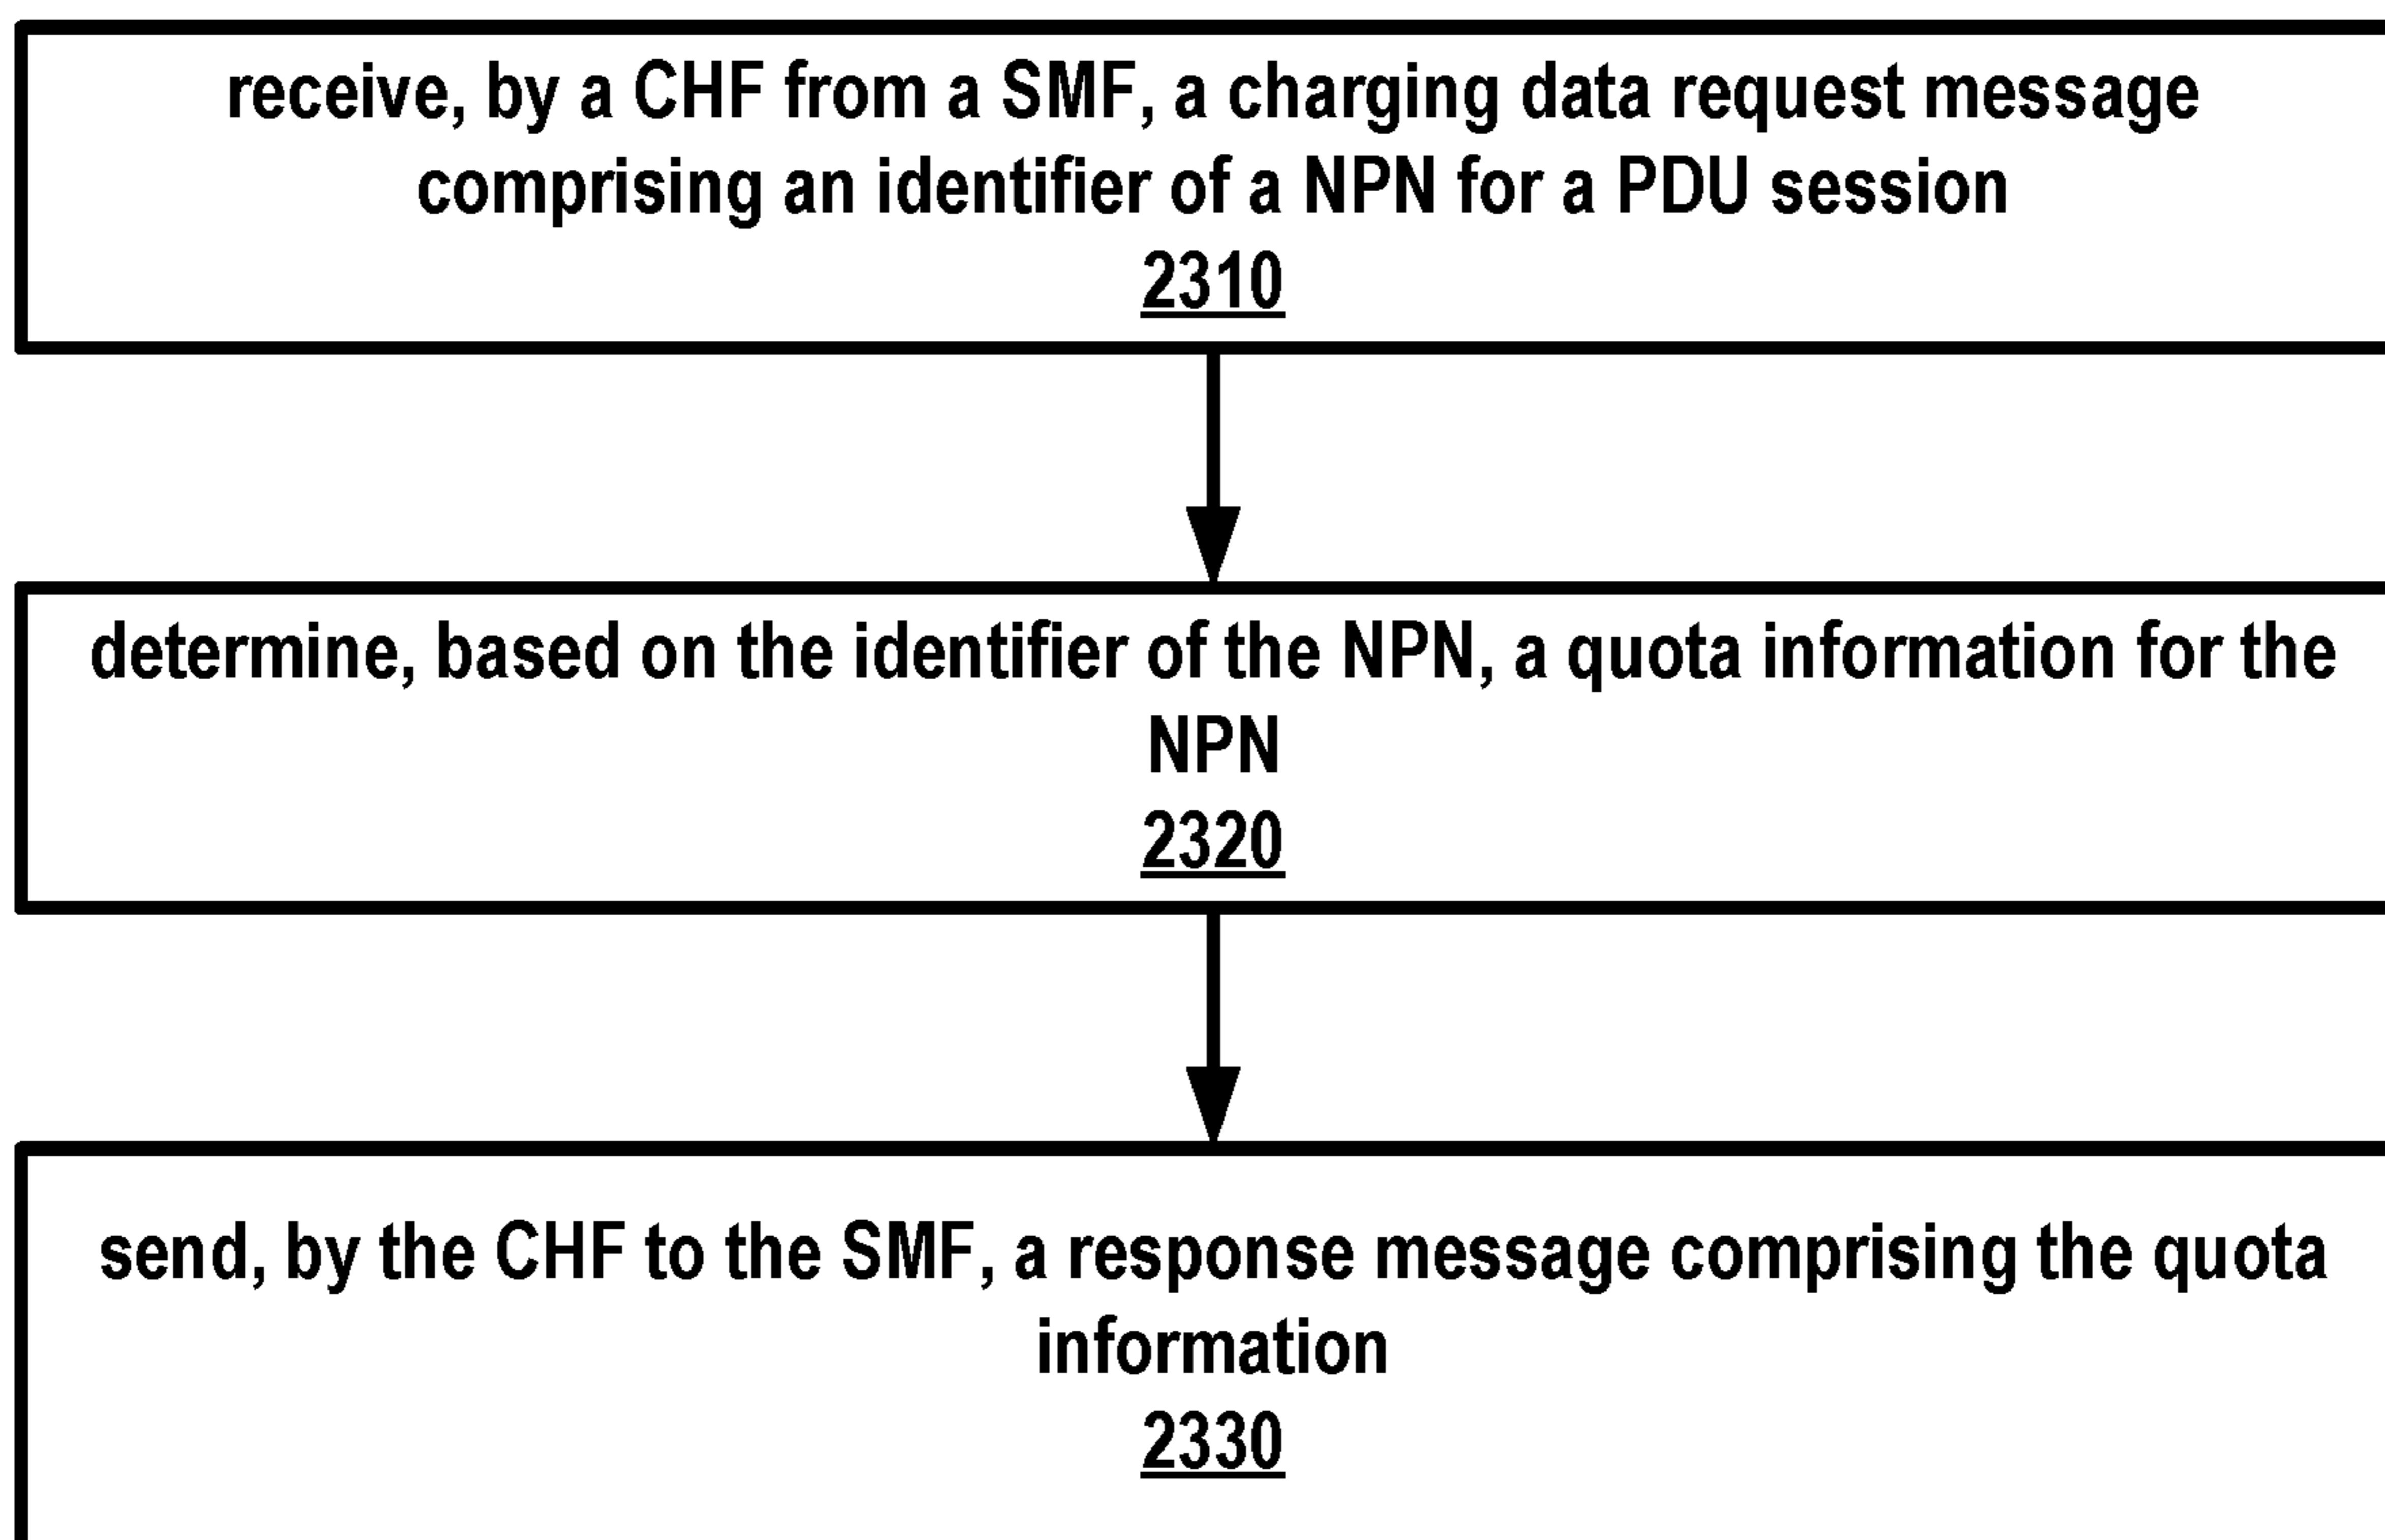 receive, by a CHF from a SMF, a charging data request message
comprising an identifier of a NPN for a PDU session
2310
determine, based on the identifier of the NPN, a quota information for the
NPN
2320
send, by the CHF to the SMF, a response message comprising the quota
information
2330